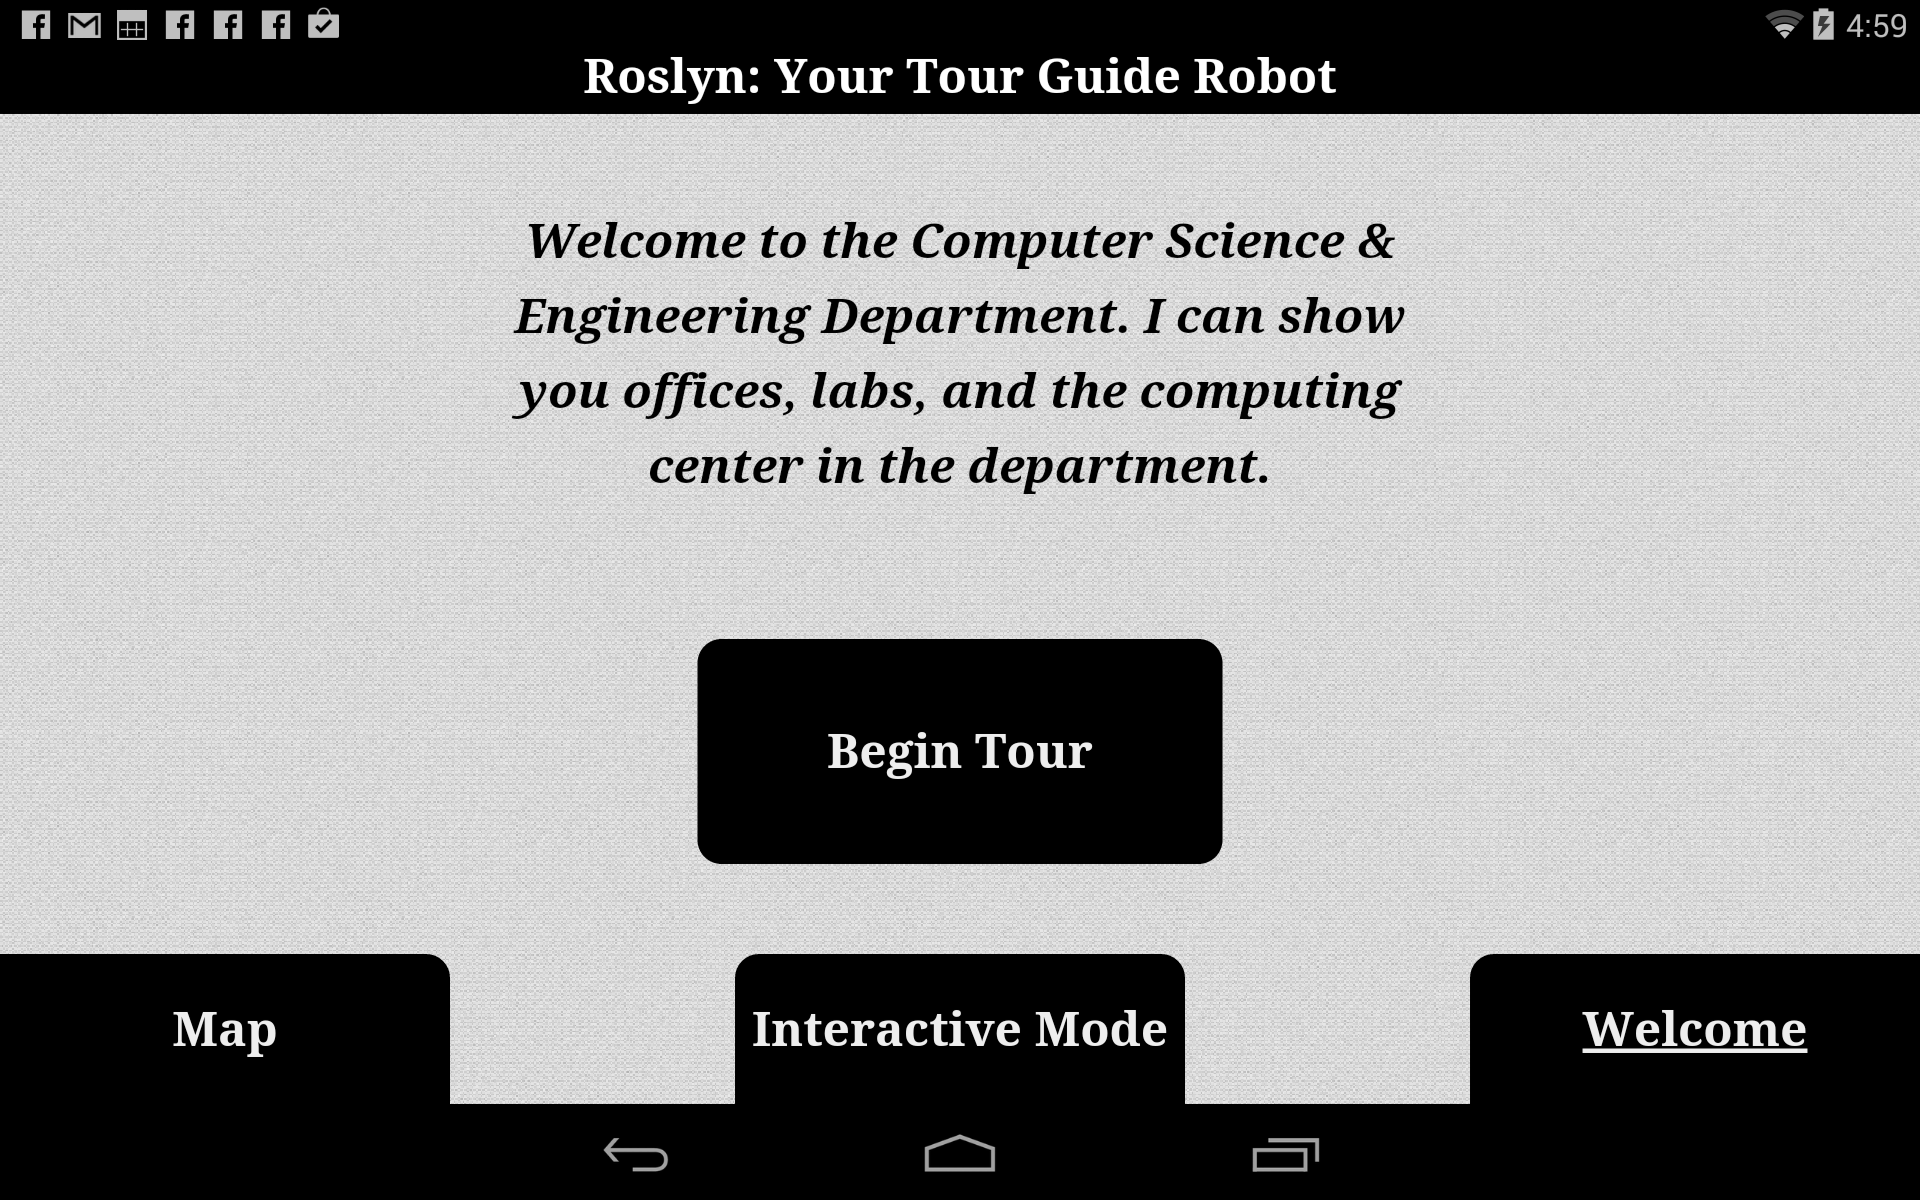 4:59
Roslyn: Your Tour Guide Robot
Welcome to the Computer Science &
Engineering Department. I can show
you offices, labs, and the computing
center in the department.
Begin Tour
Map
Interactive Mode
Welcome